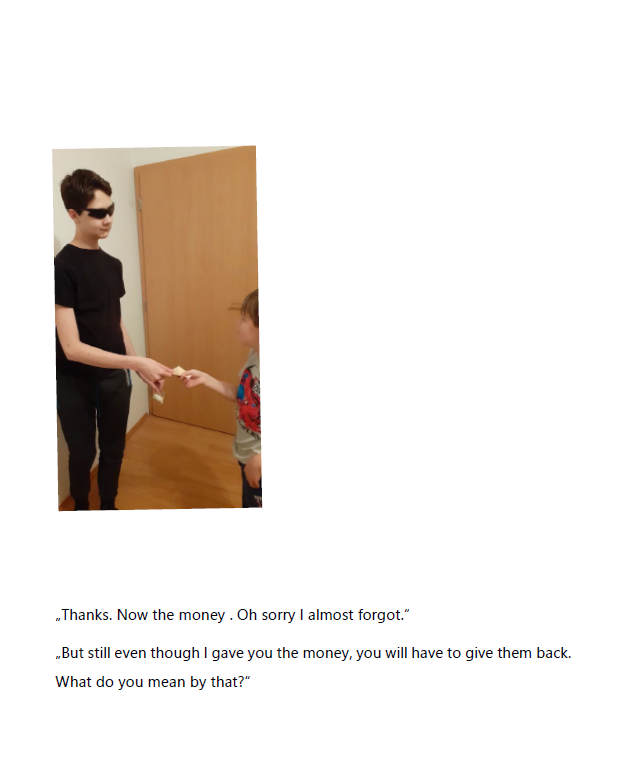 „Thanks. Now the money . Oh sorry I almost forgot.“
„But still even though I gave you the money, you will have to give them back.
What do you mean by that?“